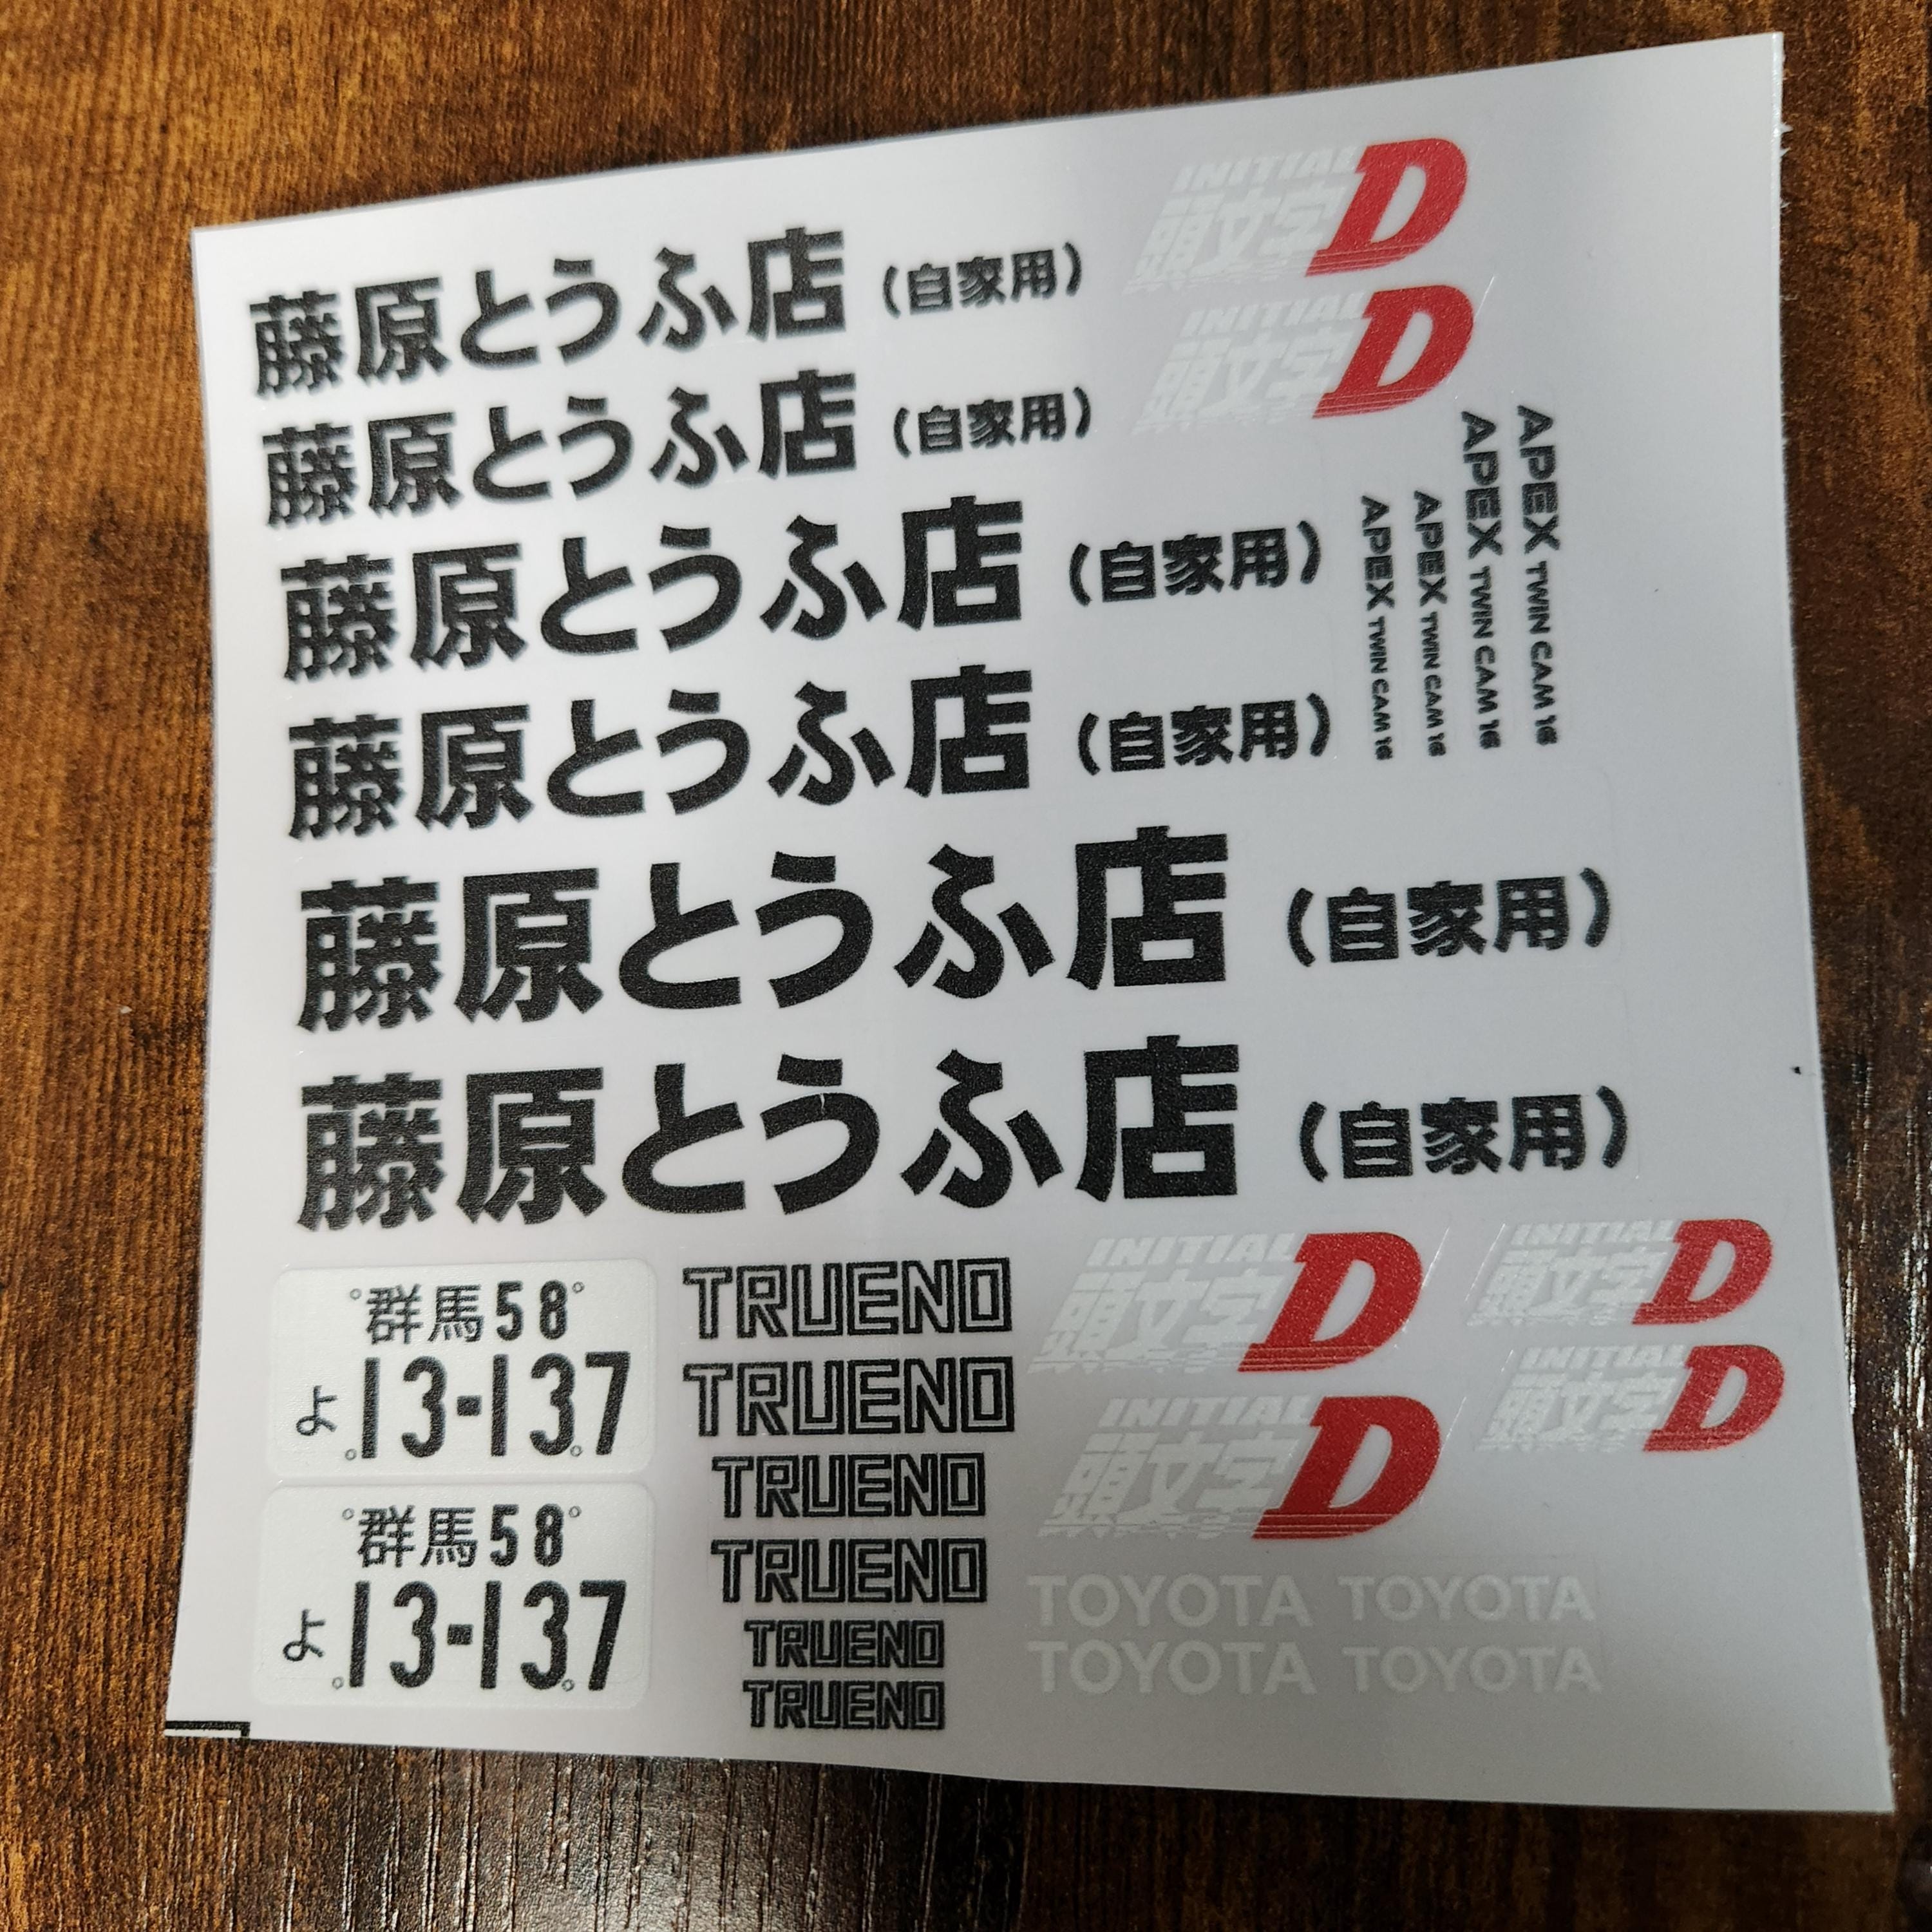 藤原とうふ店 (自家用)
藤原とうふ店 (自家用)
藤原とうふ店 (自家用)
藤原とうふ店 (自家用)
藤原とうふ店 (自家用)
藤原とうふ店 (自家用)
INITIAL
頭文字D
INITIAL
頭文字D
APEX TWIN CAM 16
APEX TWIN CAM 16
APEX TWIN CAM 16
APEX TWIN CAM 16
群馬58
よ 13-137
群馬58
よ 13-137
TRUENO
TRUENO
TRUENO
TRUENO
TRUENO
TRUENO
INITIAL
頭文字D
INITIAL
頭文字D
INITIAL
頭文字D
INITIAL
頭文字D
TOYOTA TOYOTA
TOYOTA TOYOTA